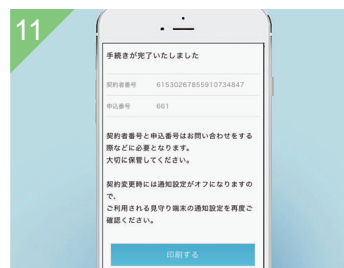 11
手続きが完了いたしました
契約者番号 61530267855910734847
申込番号 661
契約者番号と申込番号はお問い合わせをする
際などに必要となります。
大切に保管してください。
契約変更時には通知設定がオフになりますの
で、
ご利用される見守り端末の通知設定を再度ご
確認ください。
印刷する